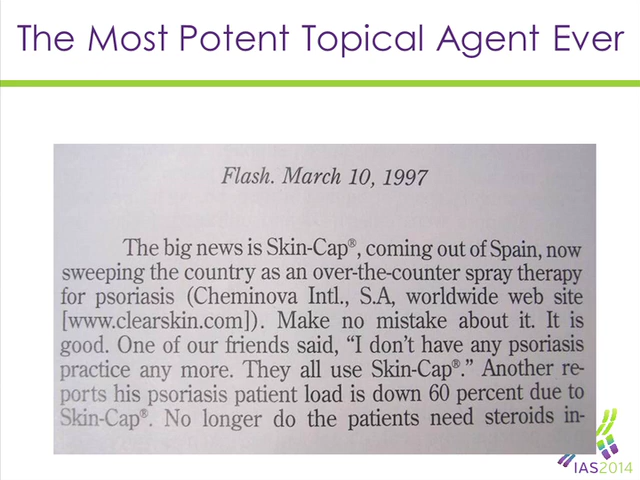 The Most Potent Topical Agent Ever
Flash. March 10, 1997
The big news is Skin-Cap®, coming out of Spain, now
sweeping the country as an over-the-counter spray therapy
for psoriasis (Cheminova Intl., S.A, worldwide web site
[www.clearskin.com]). Make no mistake about it. It is
good. One of our friends said, “I don’t have any psoriasis
practice any more. They all use Skin-Cap®.” Another re-
ports his psoriasis patient load is down 60 percent due to
Skin-Cap®. No longer do the patients need steroids in-
IAS2014